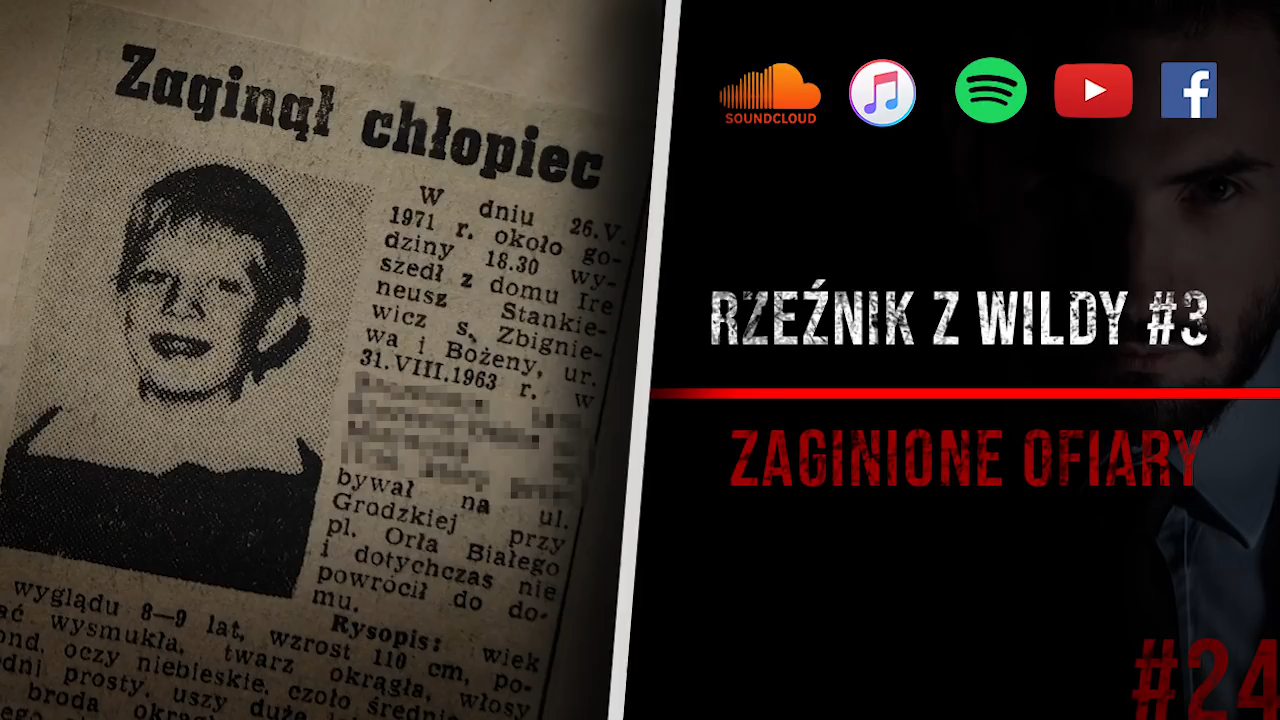 Zaginął chłopiec
W dniu 26.V.
1971 r. około go-
dziny 18.30 wy-
szedł z domu Ire
neusz Stankie-
wicz s. Zbignie-
wa i Bożeny, ur.
31.VIII.1963 r. w
bywał na ul.
Grodzkiej przy
pl. Orła Białego
i dotychczas nie
powrócił do do-
mu.
Rysopis: wiek
wyglądu 8—9 lat, wzrost 110 cm, po-
wysmukła, twarz okrągła, włosy
oczy niebieskie, czoło średnie
prosty, uszy duże
broda
SOUNDCLOUD
RZEŹNIK Z WILDY #3
ZAGINIONE OFIARY
#24